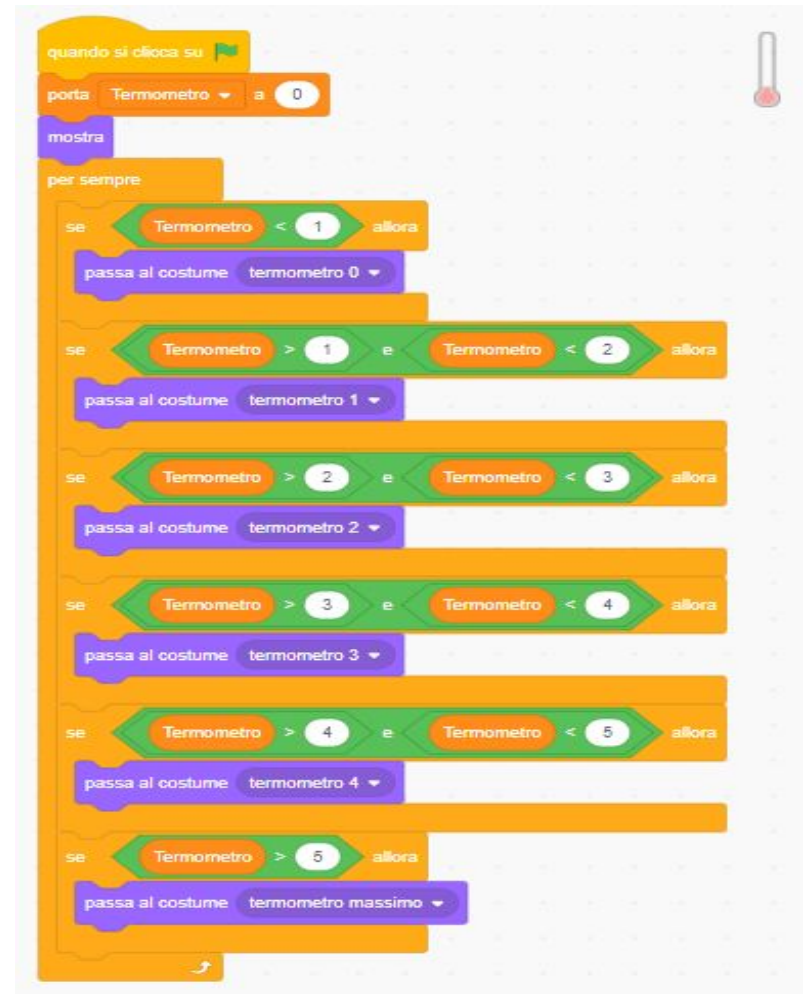 quando si clicca su
porta Termometro a 0
mostra
per sempre
se Termometro < 1 allora
passa al costume termometro 0
se Termometro > 1 e Termometro < 2 allora
passa al costume termometro 1
se Termometro > 2 e Termometro < 3 allora
passa al costume termometro 2
se Termometro > 3 e Termometro < 4 allora
passa al costume termometro 3
se Termometro > 4 e Termometro < 5 allora
passa al costume termometro 4
se Termometro > 5 allora
passa al costume termometro massimo